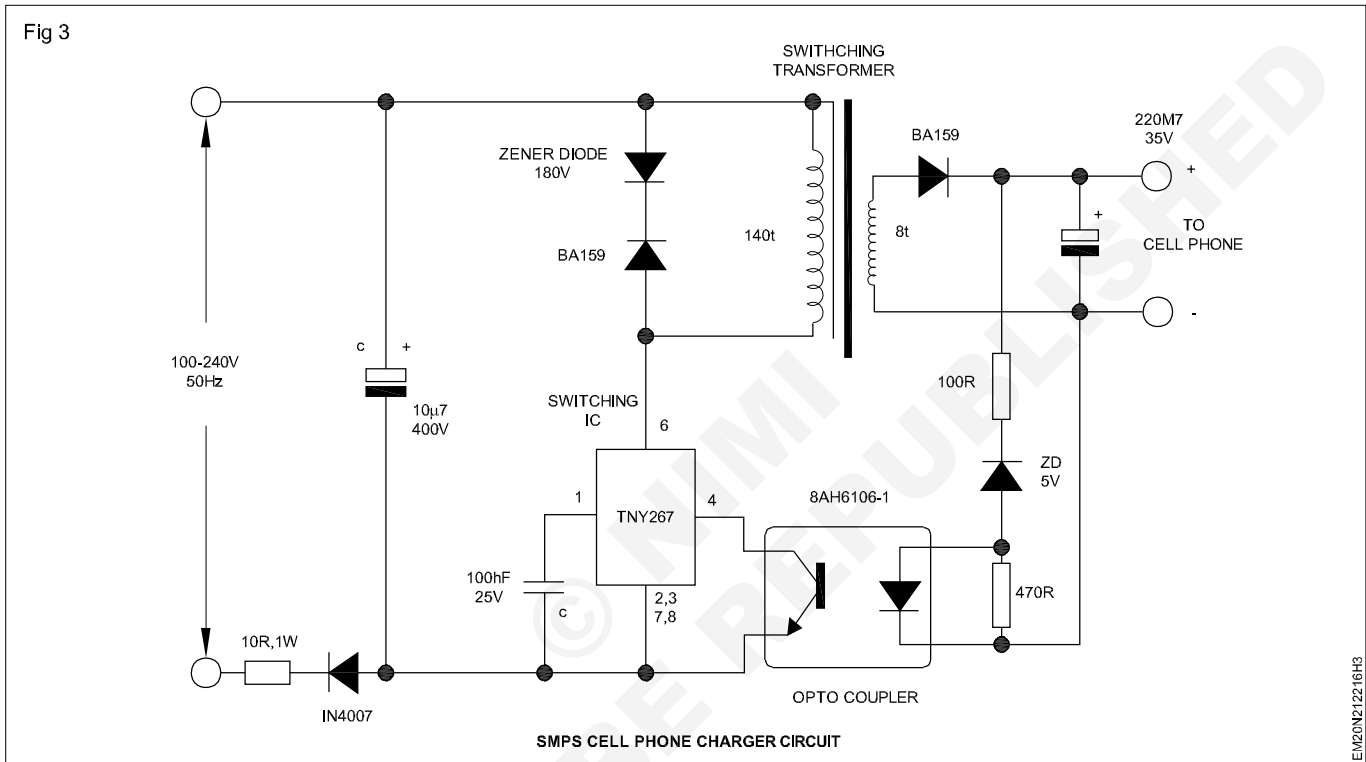 Fig 3
SWITHCHING
TRANSFORMER
BA159
220M7
35V
ZENER DIODE
180V
+
+
140t
8t
TO
CELL PHONE
BA159
-
100-240V
50Hz
c
+
10µ7
400V
100R
SWITCHING
IC
6
ZD
5V
1
TNY267
4
8AH6106-1
100hF
25V
c
2,3
7,8
470R
10R,1W
IN4007
OPTO COUPLER
SMPS CELL PHONE CHARGER CIRCUIT
EM20N212216H3
© NIMI
BE REPUBLISHED